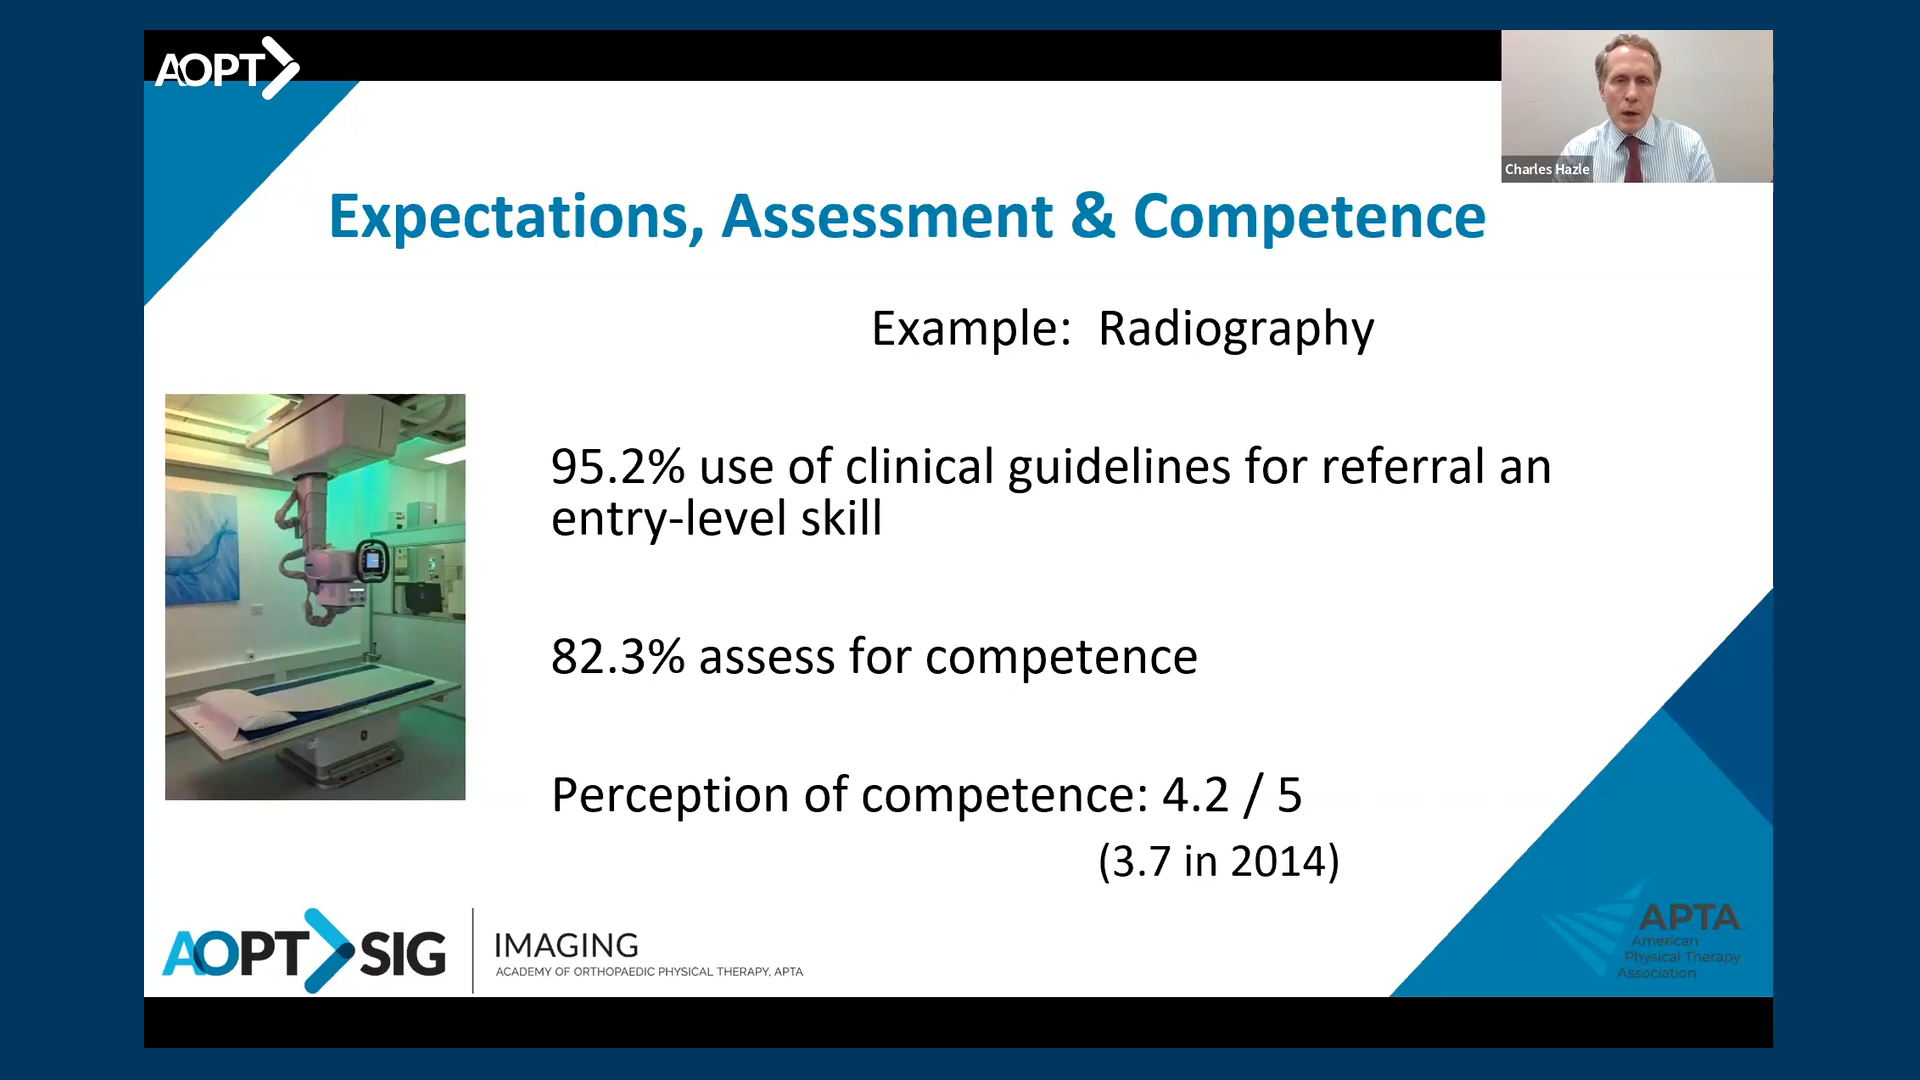 AOPT
Charles Hazle
Expectations, Assessment & Competence
Example: Radiography
95.2% use of clinical guidelines for referral an
entry-level skill
82.3% assess for competence
Perception of competence: 4.2 / 5
(3.7 in 2014)
AOPT SIG
IMAGING
ACADEMY OF ORTHOPAEDIC PHYSICAL THERAPY, APTA
APTA
American
Physical Therapy
Association